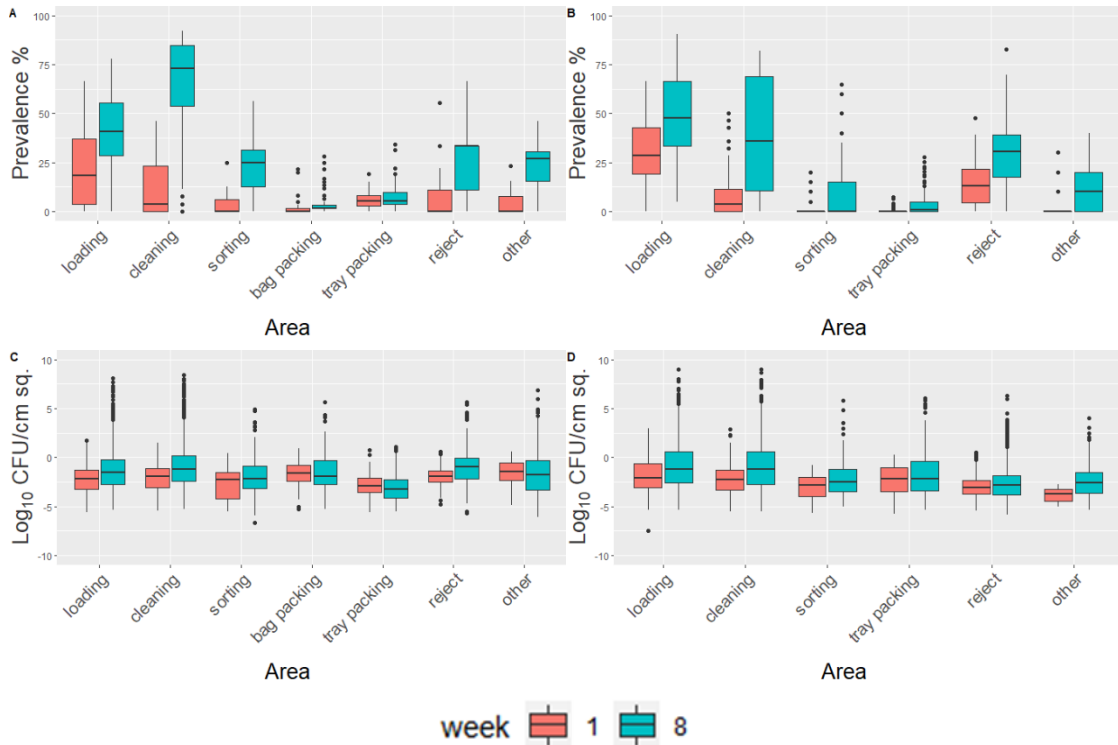 A
Prevalence %
100
75
50
25
0
loading
cleaning
sorting
bag packing
tray packing
reject
other
Area
B
Prevalence %
100
75
50
25
0
loading
cleaning
sorting
tray packing
reject
other
Area
C
Log10 CFU/cm sq.
10
5
0
-5
-10
loading
cleaning
sorting
bag packing
tray packing
reject
other
Area
D
Log10 CFU/cm sq.
10
5
0
-5
-10
loading
cleaning
sorting
tray packing
reject
other
Area
week 1 8